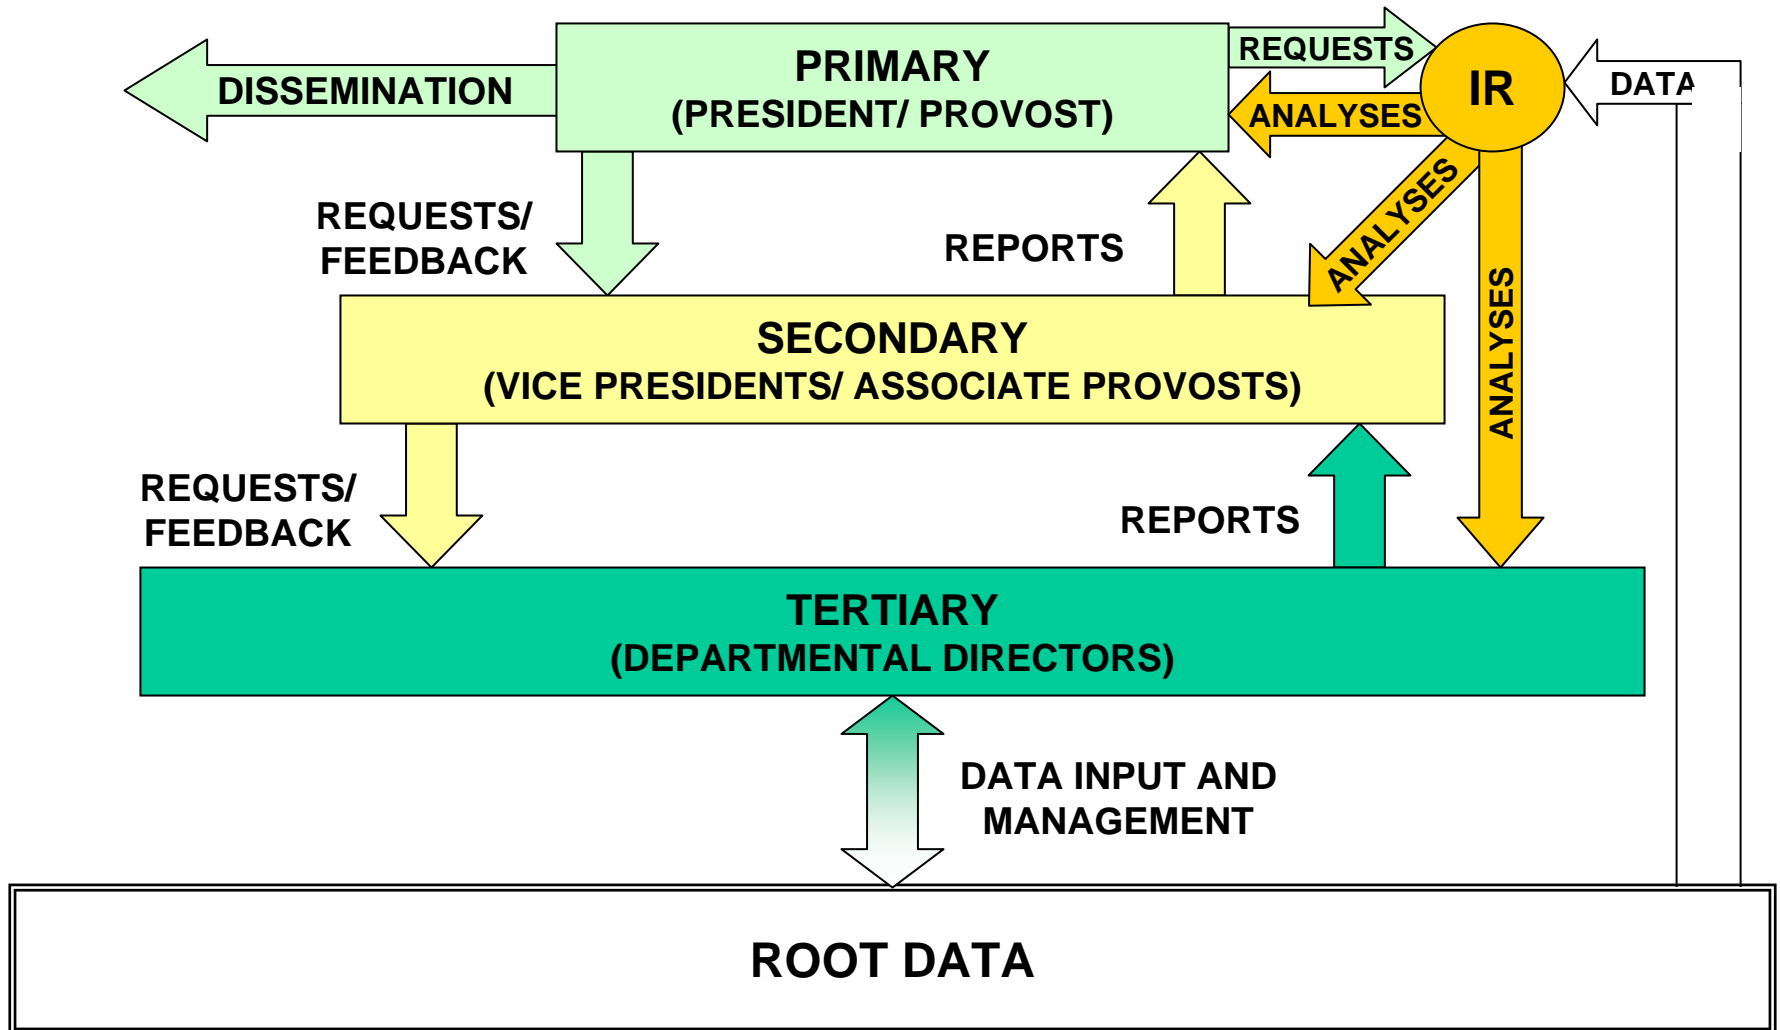 PRIMARY
(PRESIDENT/ PROVOST)
DISSEMINATION
REQUESTS
ANALYSES
IR
DATA
REQUESTS/
FEEDBACK
REPORTS
ANALYSES
ANALYSES
SECONDARY
(VICE PRESIDENTS/ ASSOCIATE PROVOSTS)
REQUESTS/
FEEDBACK
REPORTS
TERTIARY
(DEPARTMENTAL DIRECTORS)
DATA INPUT AND
MANAGEMENT
ROOT DATA